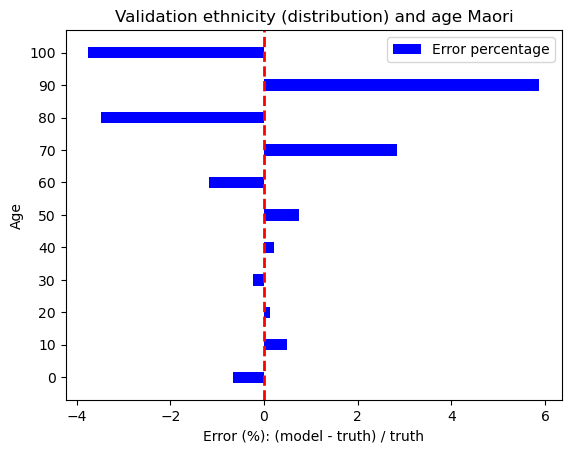 Validation ethnicity (distribution) and age Maori
Error percentage
100
90
80
70
60
50
40
30
20
10
0
Age
−4 −2 0 2 4 6
Error (%): (model - truth) / truth